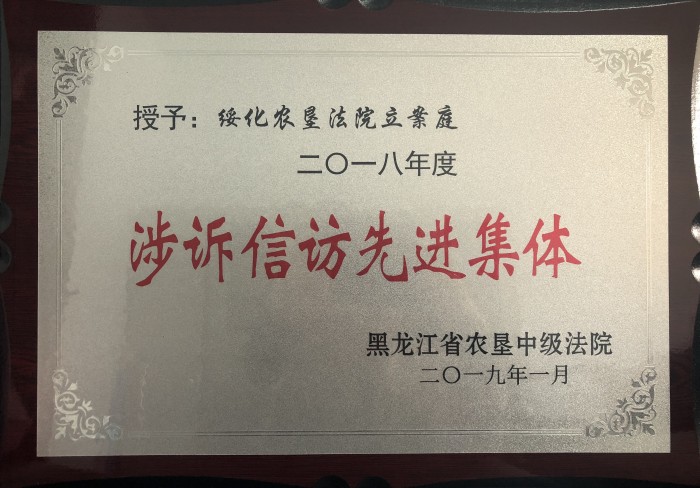 授予：绥化农垦法院立案庭
二〇一八年度
涉诉信访先进集体
黑龙江省农垦中级法院
二〇一九年一月